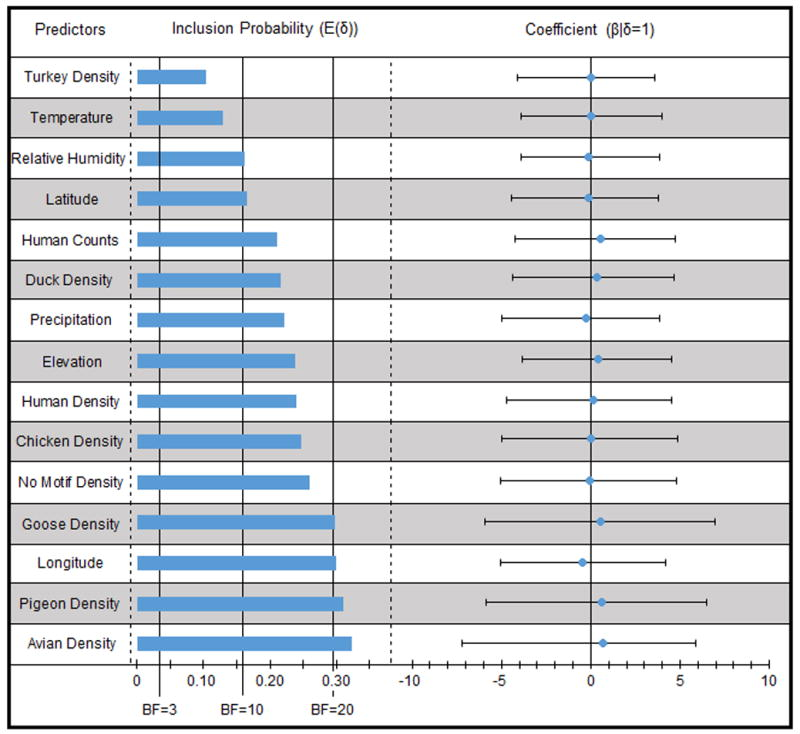 Predictors Inclusion Probability (E(δ)) Coefficient (β|δ=1)
Turkey Density
Temperature
Relative Humidity
Latitude
Human Counts
Duck Density
Precipitation
Elevation
Human Density
Chicken Density
No Motif Density
Goose Density
Longitude
Pigeon Density
Avian Density
0 0.10 0.20 0.30 -10 -5 0 5 10
BF=3 BF=10 BF=20